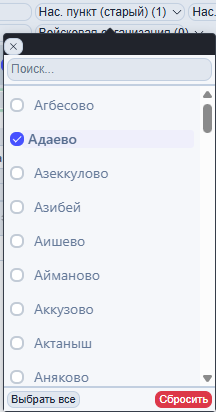 Нас. пункт (старый) (1)
Нас
Войсковая организация (0)
Поиск...
Агбесово
Адаево
Азеккулово
Азибей
Аишево
Айманово
Аккузово
Актаныш
Аняково
Выбрать все
Сбросить